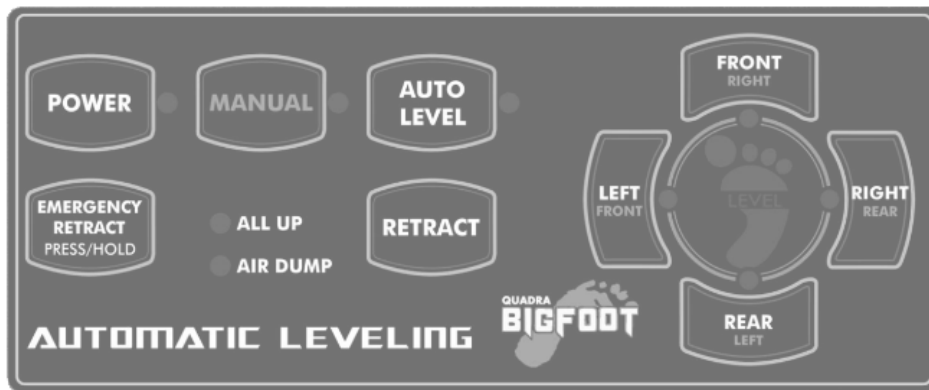 POWER
MANUAL
AUTO
LEVEL
FRONT
RIGHT
EMERGENCY
RETRACT
PRESS/HOLD
ALL UP
AIR DUMP
RETRACT
LEFT
FRONT
LEVEL
RIGHT
REAR
REAR
LEFT
AUTOMATIC LEVELING
QUADRA
BIGFOOT